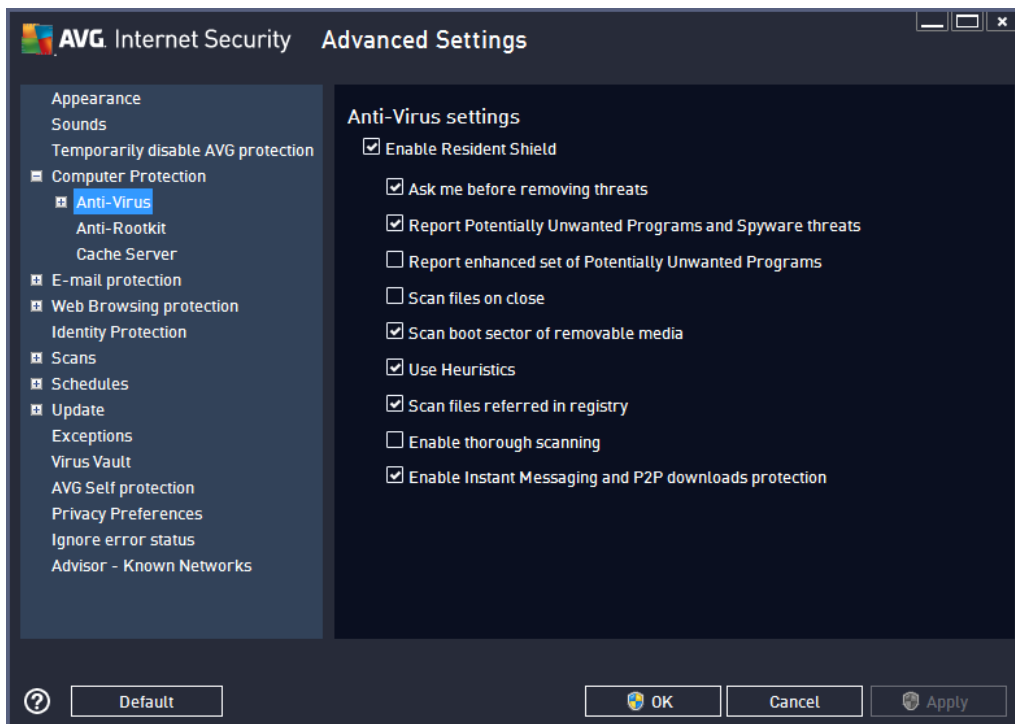 AVG. Internet Security Advanced Settings
Appearance
Sounds
Temporarily disable AVG protection
Computer Protection
Anti-Virus
Anti-Rootkit
Cache Server
E-mail protection
Web Browsing protection
Identity Protection
Scans
Schedules
Update
Exceptions
Virus Vault
AVG Self protection
Privacy Preferences
Ignore error status
Advisor - Known Networks
Anti-Virus settings
Enable Resident Shield
Ask me before removing threats
Report Potentially Unwanted Programs and Spyware threats
Report enhanced set of Potentially Unwanted Programs
Scan files on close
Scan boot sector of removable media
Use Heuristics
Scan files referred in registry
Enable thorough scanning
Enable Instant Messaging and P2P downloads protection
? Default OK Cancel Apply